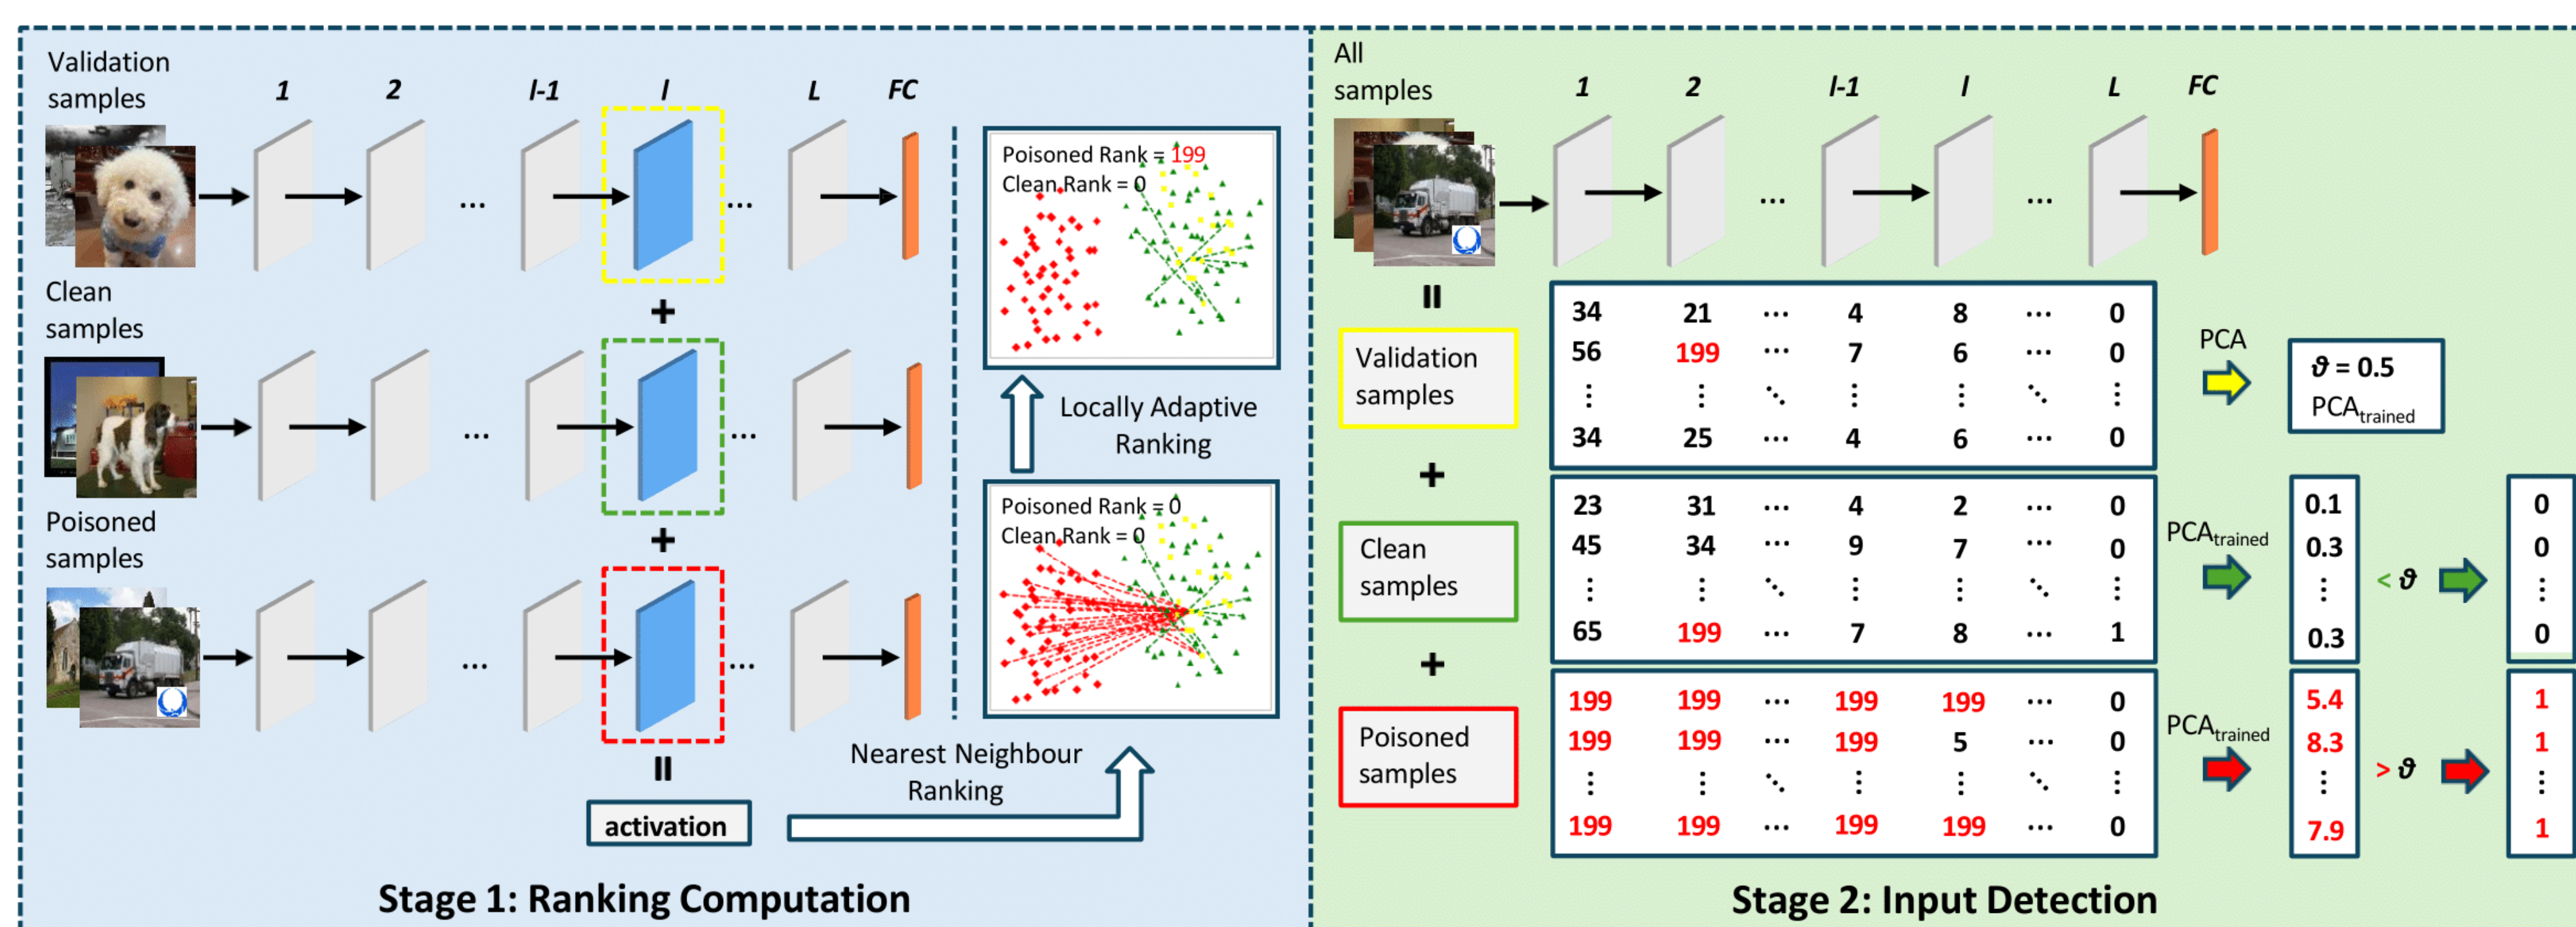 Validation
samples
1 2 ... l-1 l ... L FC
+
Clean
samples
+
Poisoned
samples
=
activation
Nearest Neighbour
Ranking
Poisoned Rank = 0
Clean Rank = 0
Locally Adaptive
Ranking
Poisoned Rank = 199
Clean Rank = 0
Stage 1: Ranking Computation
All
samples
1 2 ... l-1 l ... L FC
=
Validation
samples
34 21 ... 4 8 ... 0
56 199 ... 7 6 ... 0
⋮ ⋮ ⋱ ⋮ ⋮ ⋱ ⋮
34 25 ... 4 6 ... 0
PCA
ϑ = 0.5
PCAtrained
+
Clean
samples
23 31 ... 4 2 ... 0
45 34 ... 9 7 ... 0
⋮ ⋮ ⋱ ⋮ ⋮ ⋱ ⋮
65 199 ... 7 8 ... 1
PCAtrained
0.1
0.3
⋮
0.3
< ϑ
0
0
⋮
0
+
Poisoned
samples
199 199 ... 199 199 ... 0
199 199 ... 199 5 ... 0
⋮ ⋮ ⋱ ⋮ ⋮ ⋱ ⋮
199 199 ... 199 199 ... 0
PCAtrained
5.4
8.3
⋮
7.9
> ϑ
1
1
⋮
1
Stage 2: Input Detection